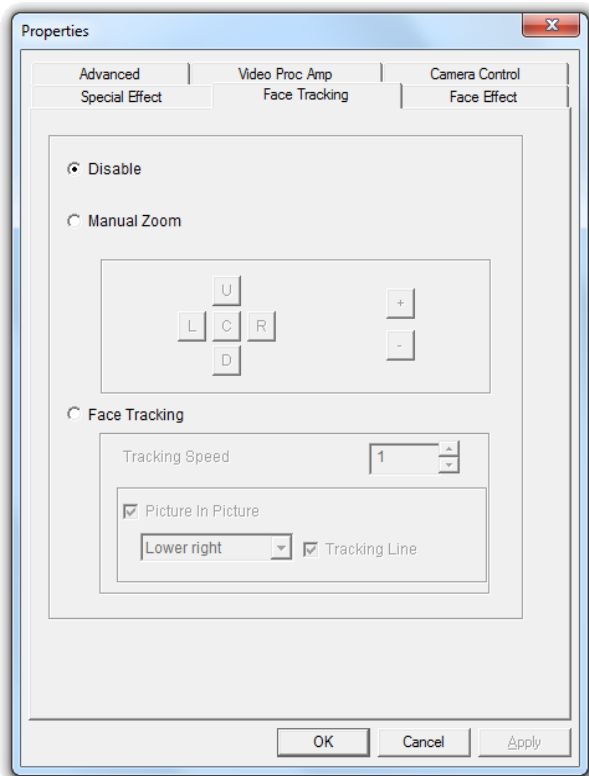 Properties
Advanced Video Proc Amp Camera Control
Special Effect Face Tracking Face Effect
Disable
Manual Zoom
U
L C R
D
+
-
Face Tracking
Tracking Speed 1
Picture In Picture
Lower right Tracking Line
OK Cancel Apply